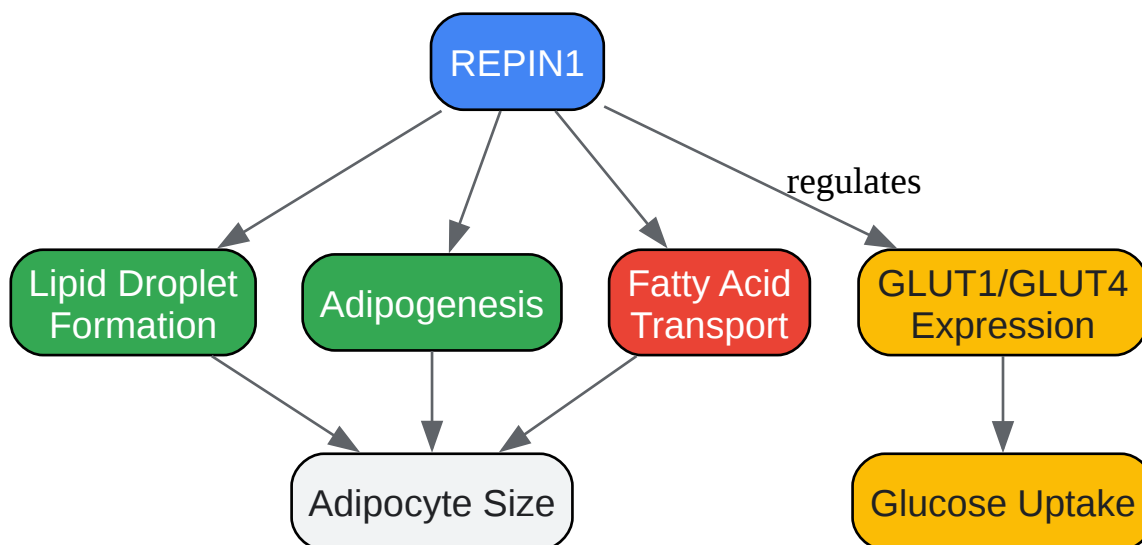 REPIN1
regulates
Lipid Droplet
Formation
Adipogenesis
Fatty Acid
Transport
GLUT1/GLUT4
Expression
Adipocyte Size
Glucose Uptake